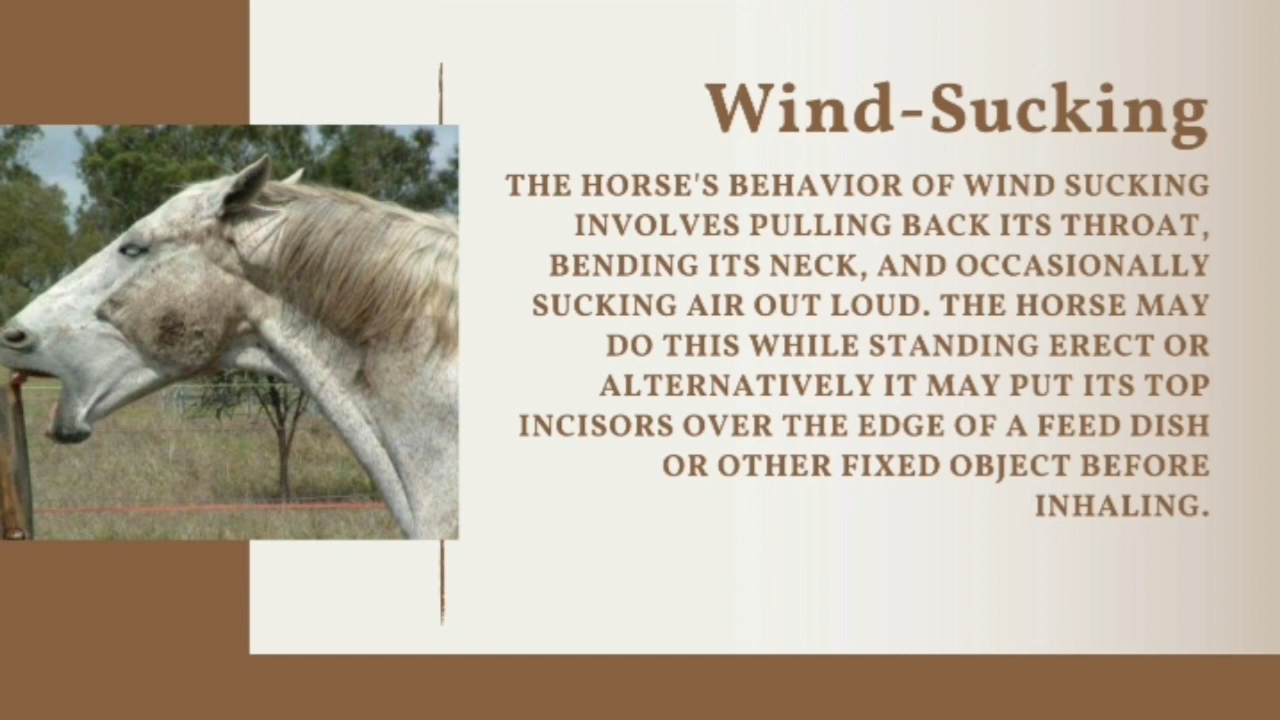 Wind-Sucking
THE HORSE'S BEHAVIOR OF WIND SUCKING
INVOLVES PULLING BACK ITS THROAT,
BENDING ITS NECK, AND OCCASIONALLY
SUCKING AIR OUT LOUD. THE HORSE MAY
DO THIS WHILE STANDING ERECT OR
ALTERNATIVELY IT MAY PUT ITS TOP
INCISORS OVER THE EDGE OF A FEED DISH
OR OTHER FIXED OBJECT BEFORE
INHALING.